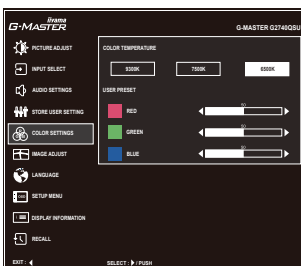 iiyama
G-MASTER
G-MASTER G2740QSU
PICTURE ADJUST
INPUT SELECT
AUDIO SETTINGS
STORE USER SETTING
COLOR SETTINGS
IMAGE ADJUST
LANGUAGE
SETUP MENU
DISPLAY INFORMATION
RECALL
COLOR TEMPERATURE
9300K 7500K 6500K
USER PRESET
RED 50
GREEN 50
BLUE
EXIT : SELECT : / PUSH